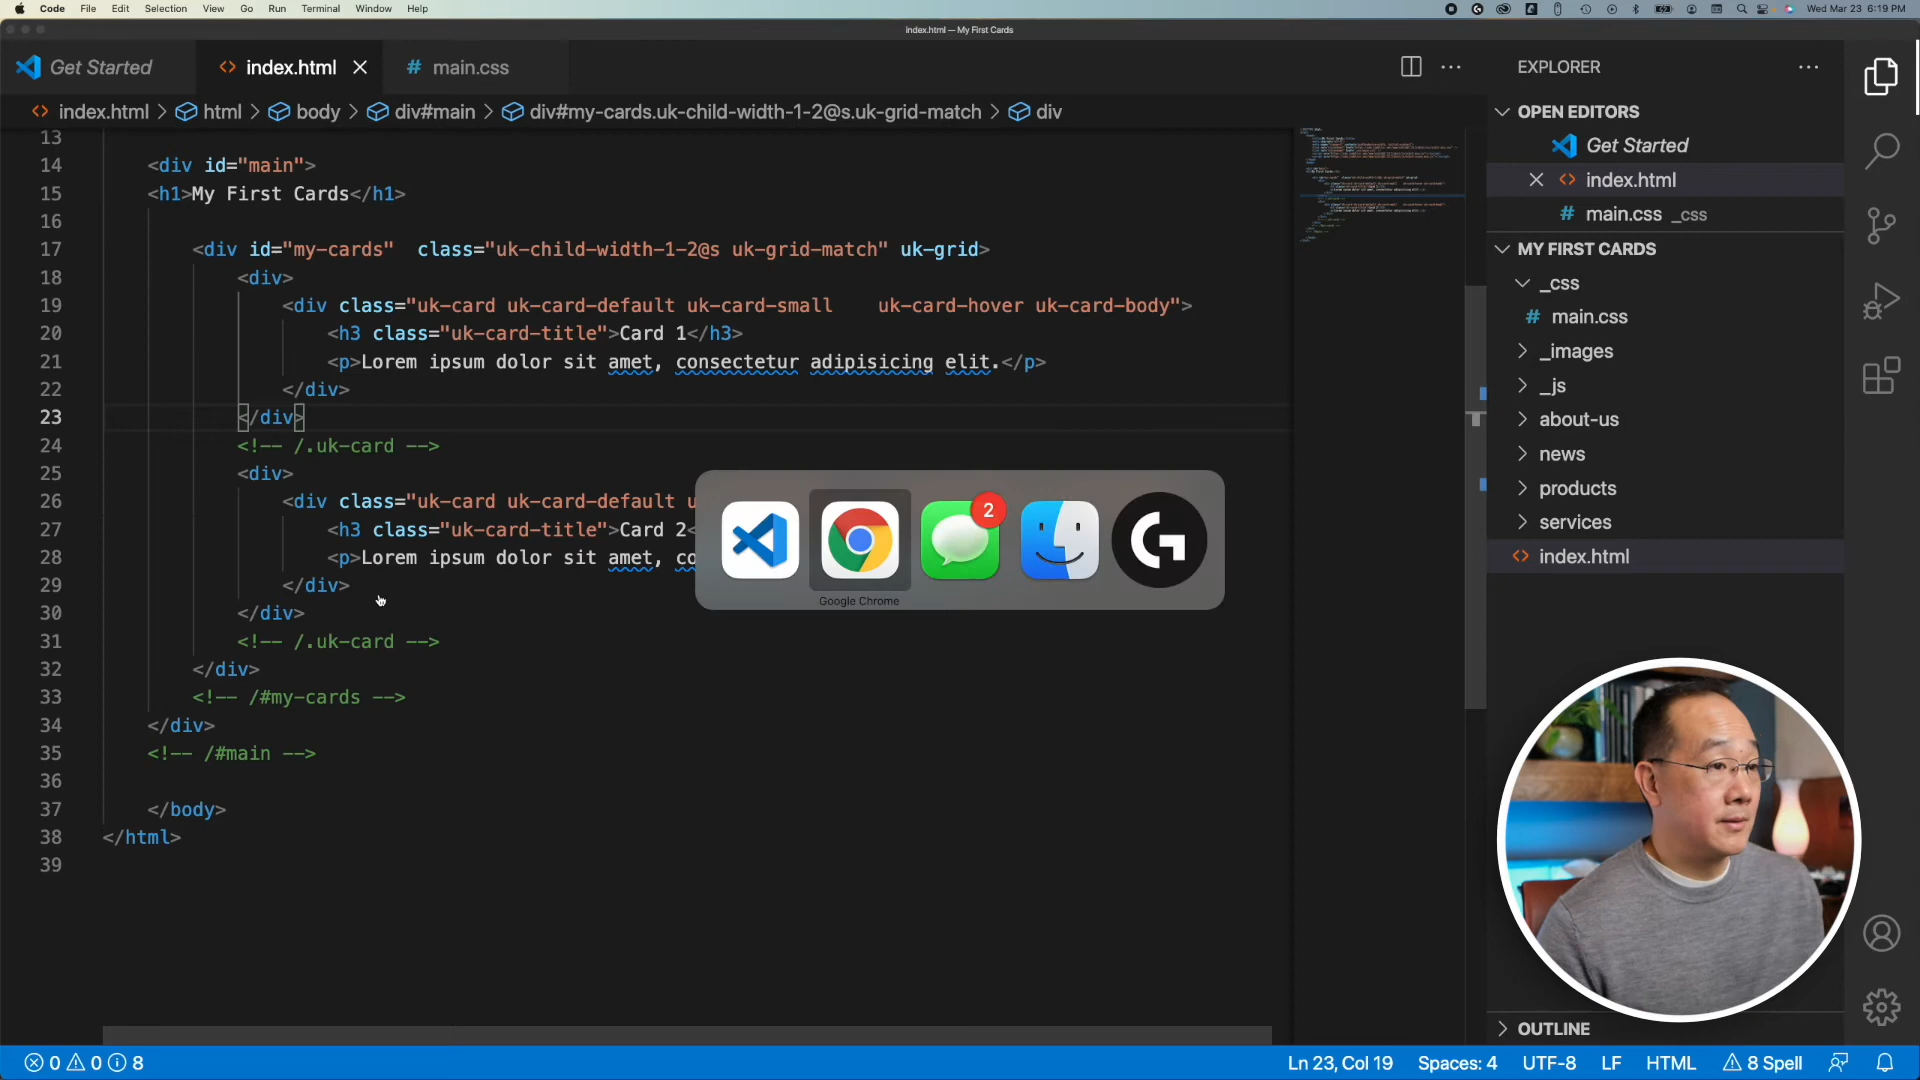 Code File Edit Selection View Go Run Terminal Window Help
Wed Mar 23 6:19 PM
index.html — My First Cards
Get Started index.html main.css
index.html > html > body > div#main > div#my-cards.uk-child-width-1-2@s.uk-grid-match > div
13
14 <div id="main">
15 <h1>My First Cards</h1>
16
17 <div id="my-cards" class="uk-child-width-1-2@s uk-grid-match" uk-grid>
18 <div>
19 <div class="uk-card uk-card-default uk-card-small uk-card-hover uk-card-body">
20 <h3 class="uk-card-title">Card 1</h3>
21 <p>Lorem ipsum dolor sit amet, consectetur adipisicing elit.</p>
22 </div>
23 </div>
24 <!-- /.uk-card -->
25 <div>
26 <div class="uk-card uk-card-default u
27 <h3 class="uk-card-title">Card 2<
28 <p>Lorem ipsum dolor sit amet, co
29 </div>
30 </div>
31 <!-- /.uk-card -->
32 </div>
33 <!-- /#my-cards -->
34 </div>
35 <!-- /#main -->
36
37 </body>
38 </html>
39
2
Google Chrome
EXPLORER
OPEN EDITORS
Get Started
index.html
main.css _css
MY FIRST CARDS
_css
main.css
_images
_js
about-us
news
products
services
index.html
OUTLINE
0 0 8
Ln 23, Col 19 Spaces: 4 UTF-8 LF HTML 8 Spell